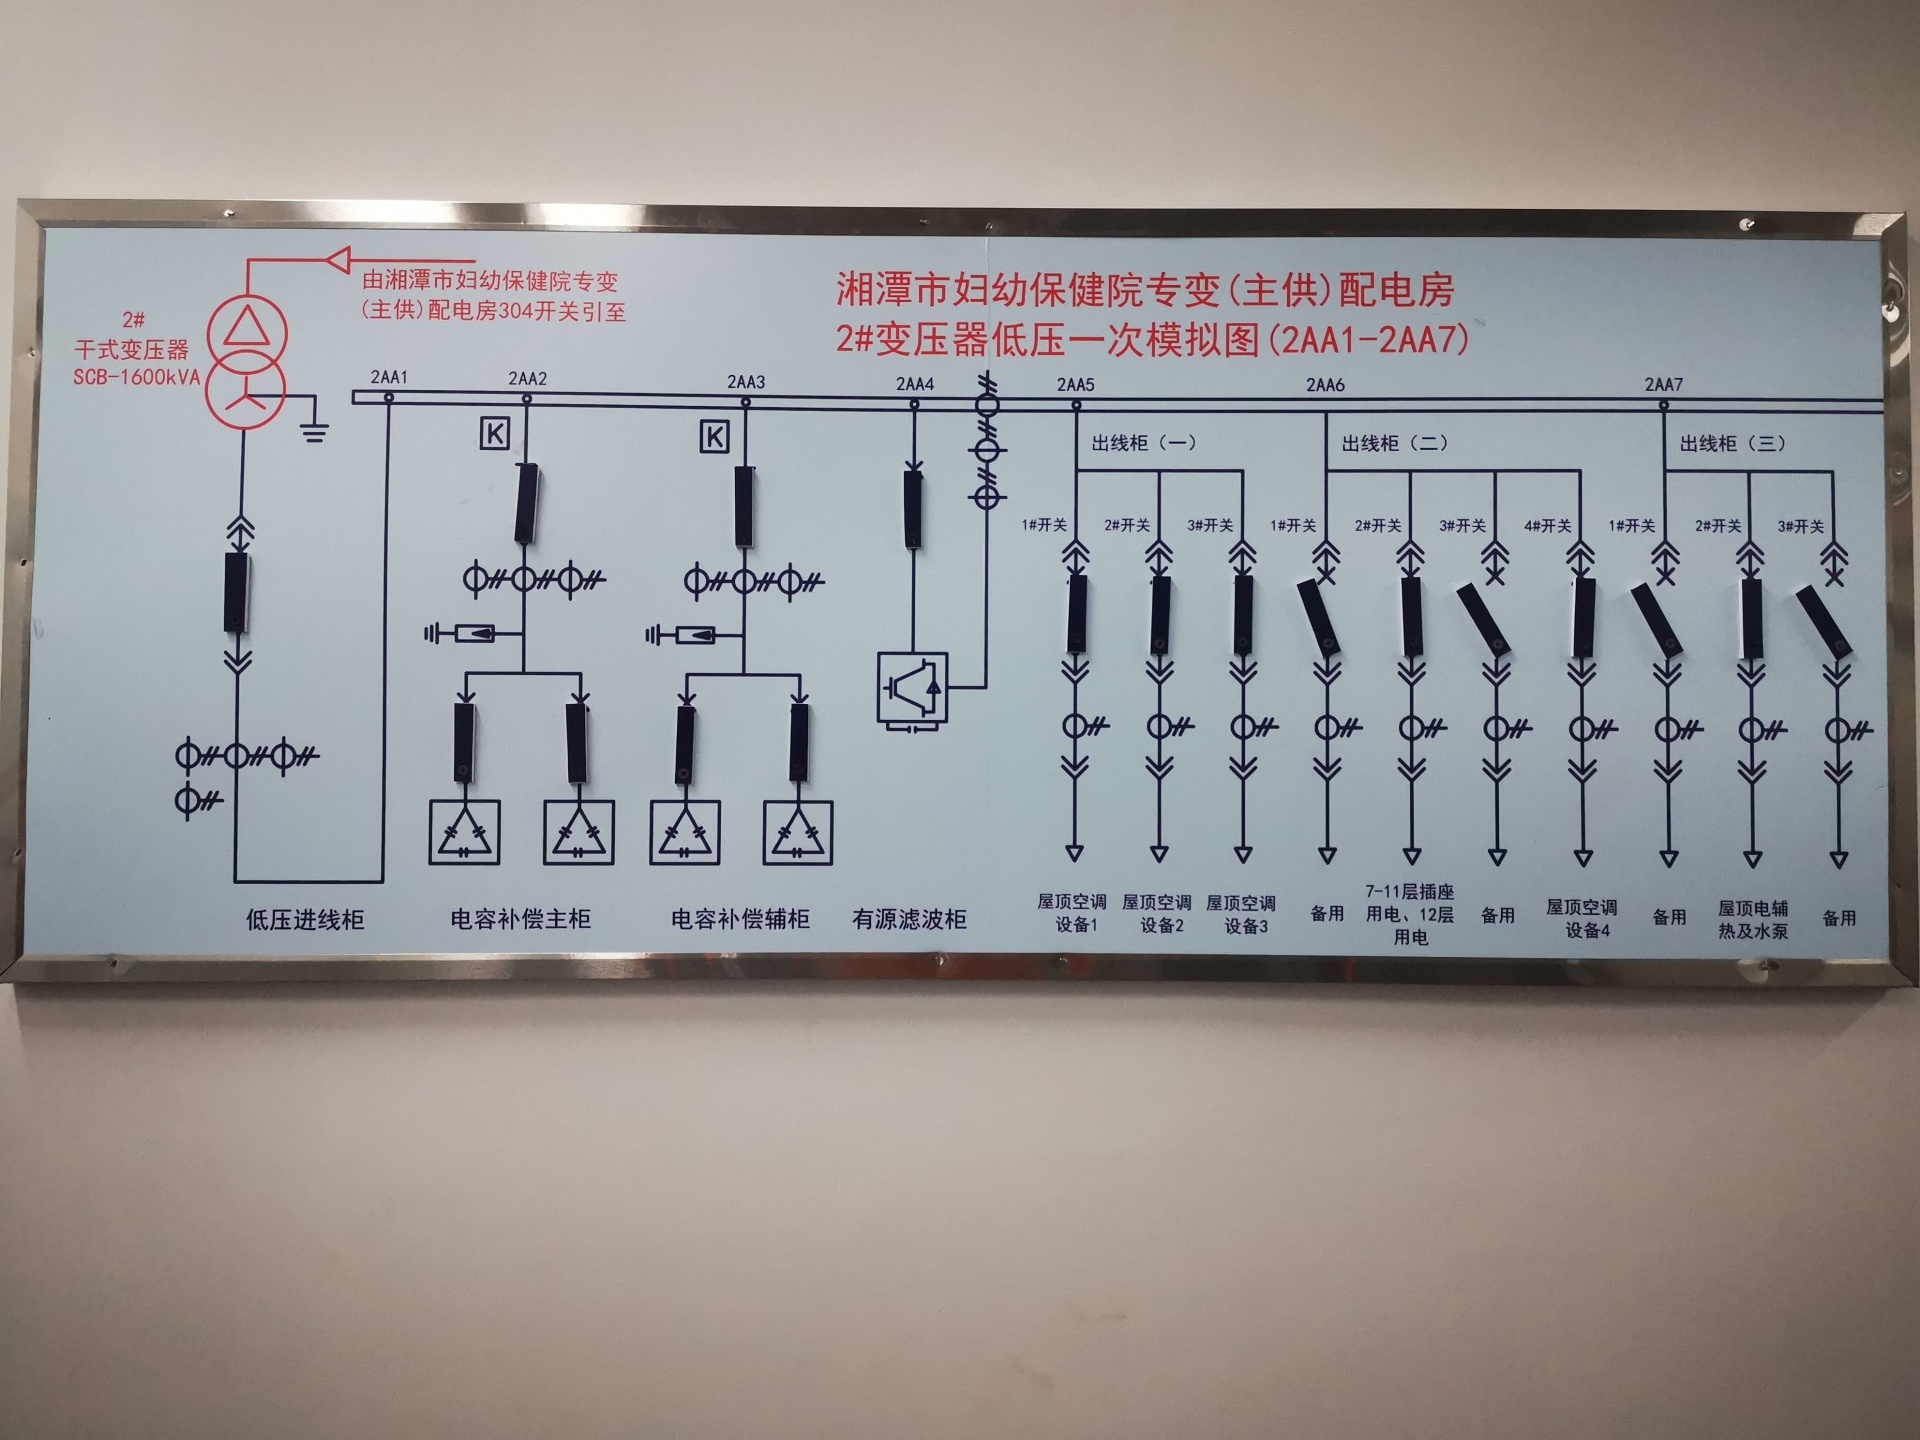 由湘潭市妇幼保健院专变
(主供)配电房304开关引至
湘潭市妇幼保健院专变(主供)配电房
2#变压器低压一次模拟图(2AA1-2AA7)
2#
干式变压器
SCB-1600kVA
2AA1
2AA2
2AA3
2AA4
2AA5
2AA6
2AA7
K
K
出线柜（一）
出线柜（二）
出线柜（三）
1#开关
2#开关
3#开关
1#开关
2#开关
3#开关
4#开关
1#开关
2#开关
3#开关
低压进线柜
电容补偿主柜
电容补偿辅柜
有源滤波柜
屋顶空调
设备1
屋顶空调
设备2
屋顶空调
设备3
备用
7-11层插座
用电、12层
用电
备用
屋顶空调
设备4
备用
屋顶电辅
热及水泵
备用